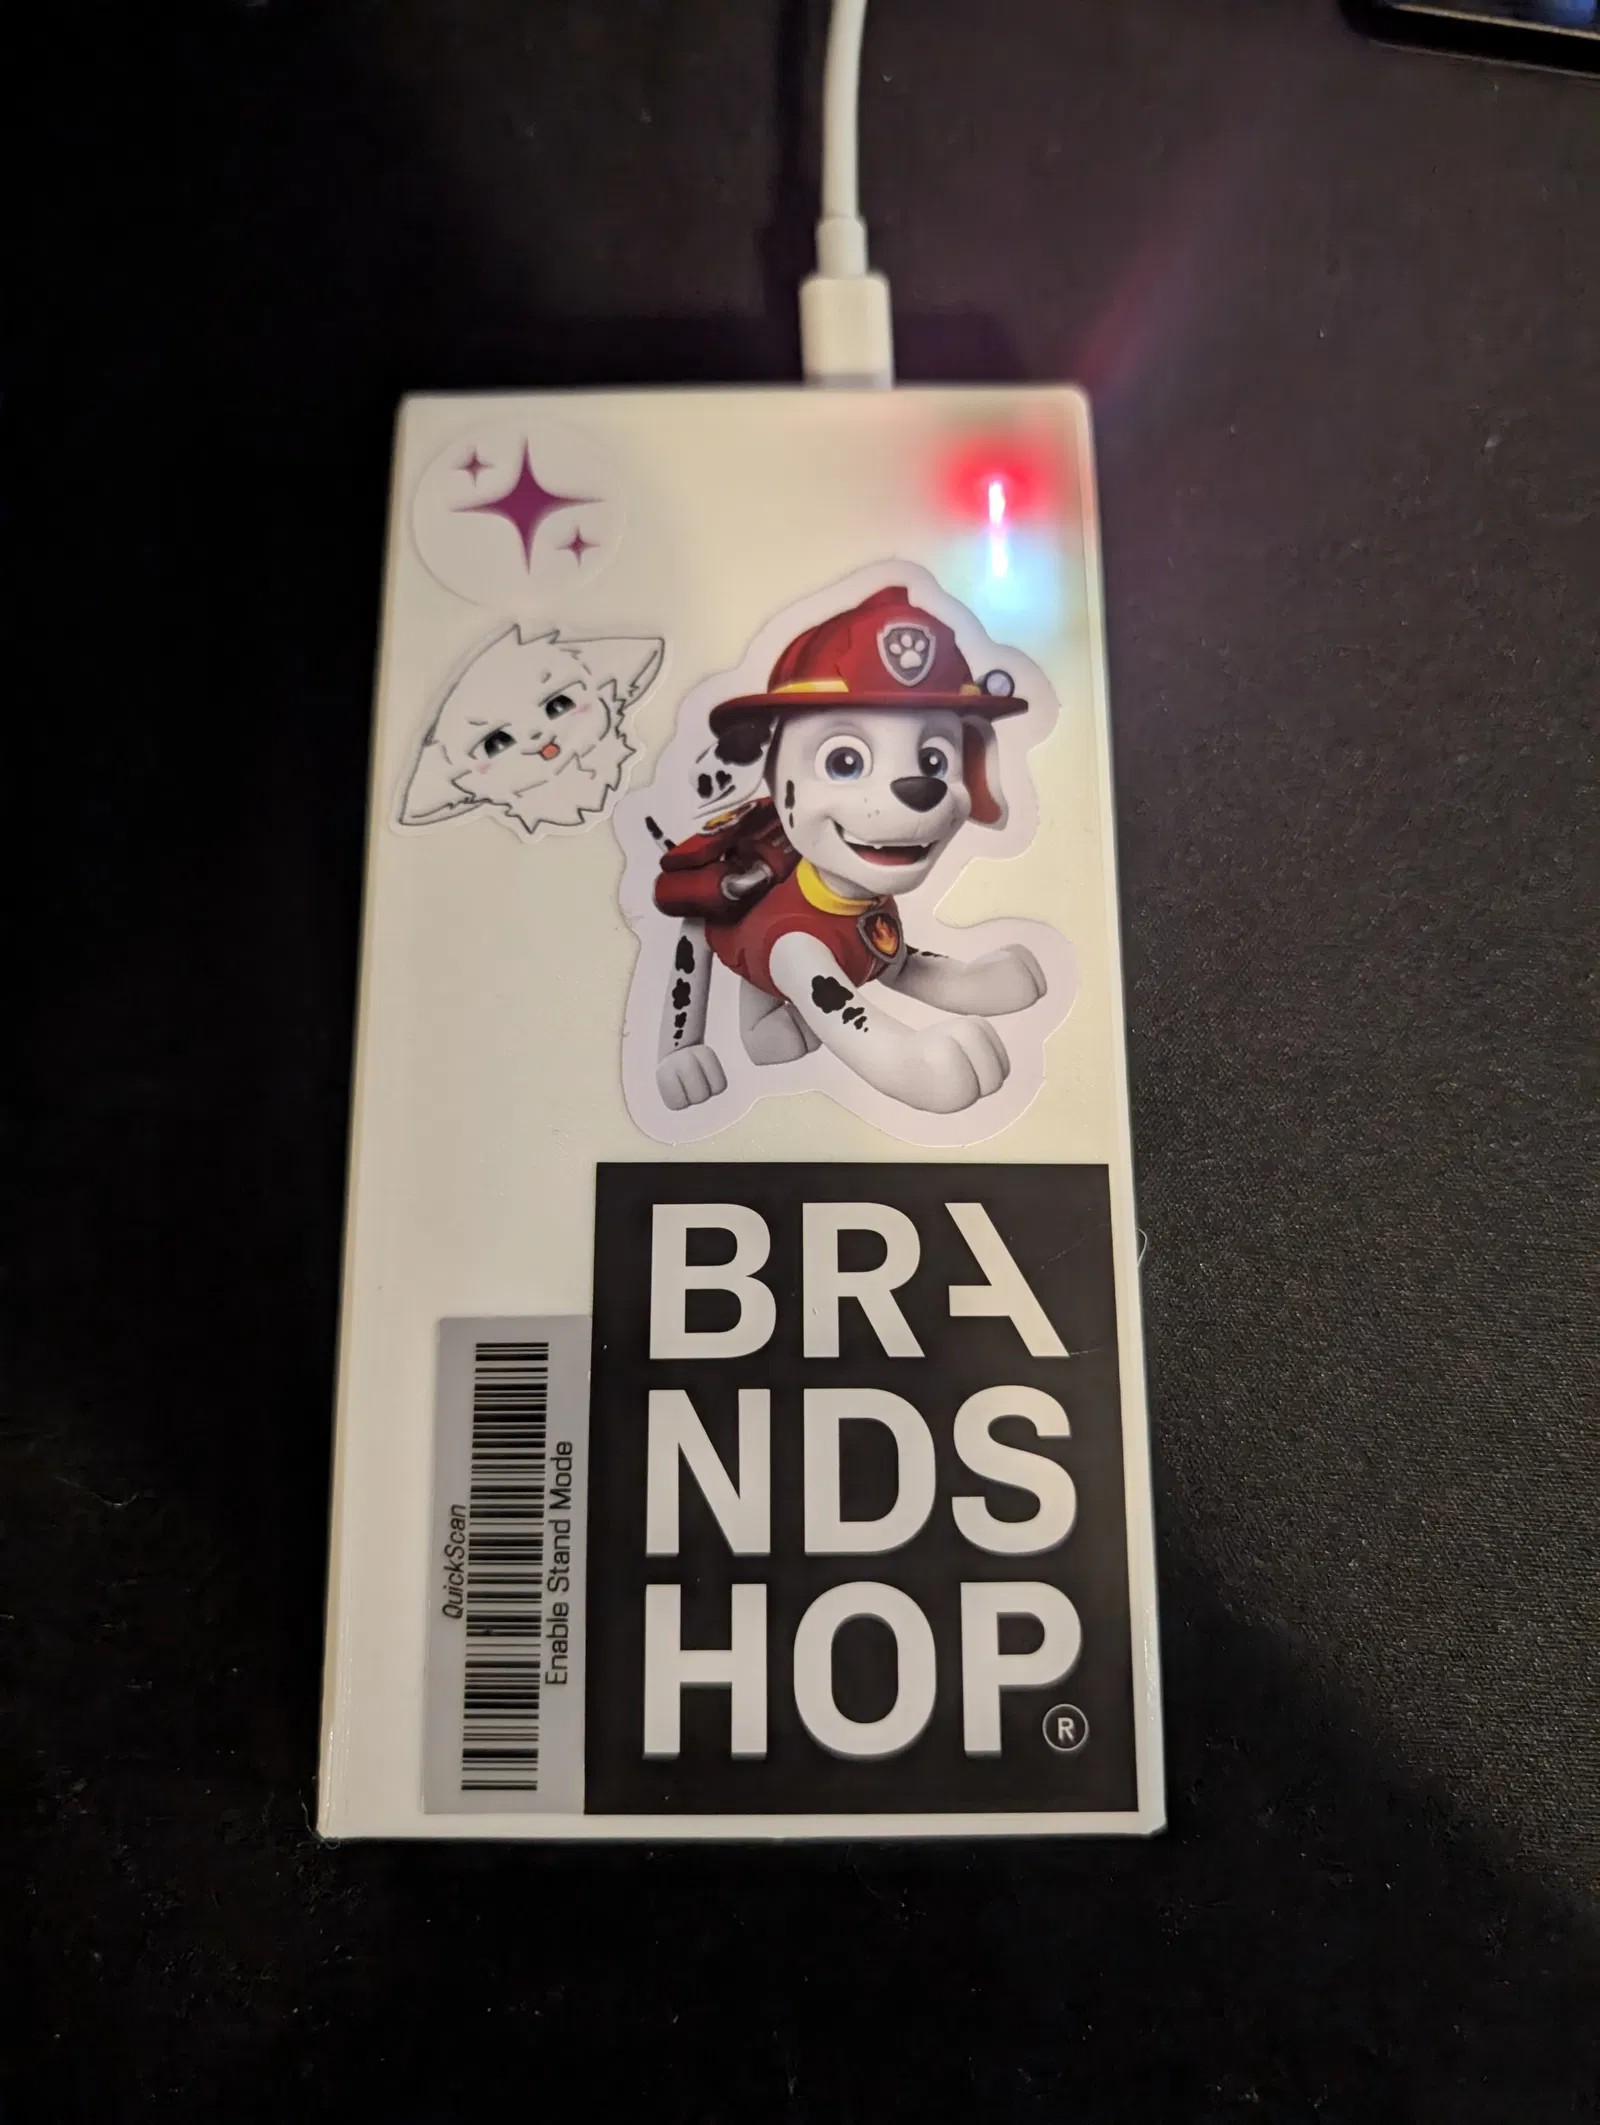 BRA
NDS
HOP
®
QuickScan
Enable Stand Mode